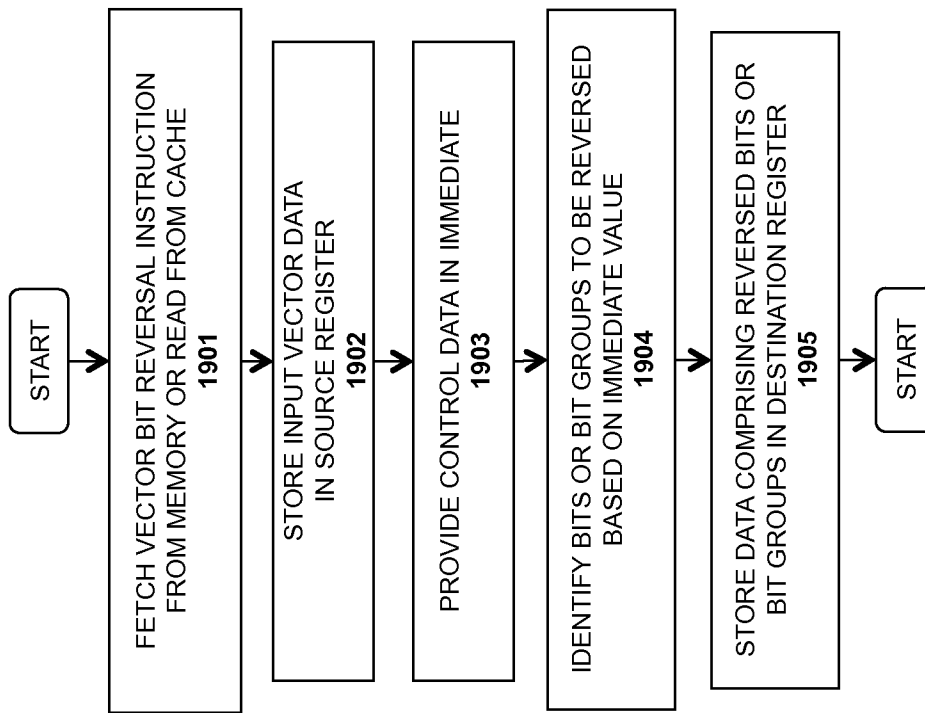 START
FETCH VECTOR BIT REVERSAL INSTRUCTION
FROM MEMORY OR READ FROM CACHE
1901
STORE INPUT VECTOR DATA
IN SOURCE REGISTER
1902
PROVIDE CONTROL DATA IN IMMEDIATE
1903
IDENTIFY BITS OR BIT GROUPS TO BE REVERSED
BASED ON IMMEDIATE VALUE
1904
STORE DATA COMPRISING REVERSED BITS OR
BIT GROUPS IN DESTINATION REGISTER
1905
START